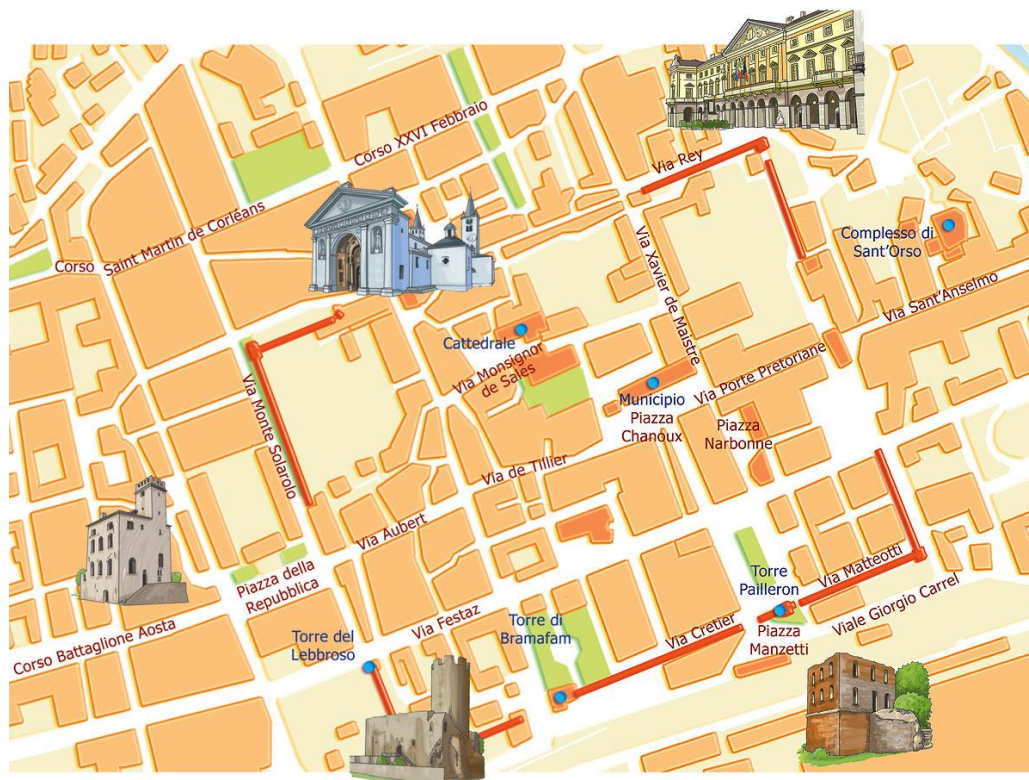 Corso XXVI Febbraio
Via Rey
Corso Saint Martin de Corléans
Complesso di
Sant'Orso
Via Xavier de Maistre
Via Sant'Anselmo
Cattedrale
Via Monsignor
de Sales
Via Porte Pretoriane
Municipio
Piazza
Chanoux
Piazza
Narbonne
Via Monte Solarolo
Via de Tillier
Via Aubert
Piazza della
Repubblica
Via Matteotti
Torre
Pailleron
Viale Giorgio Carrel
Via Festaz
Torre di
Bramafam
Via Cretier
Piazza
Manzetti
Torre del
Lebbroso
Corso Battaglione Aosta